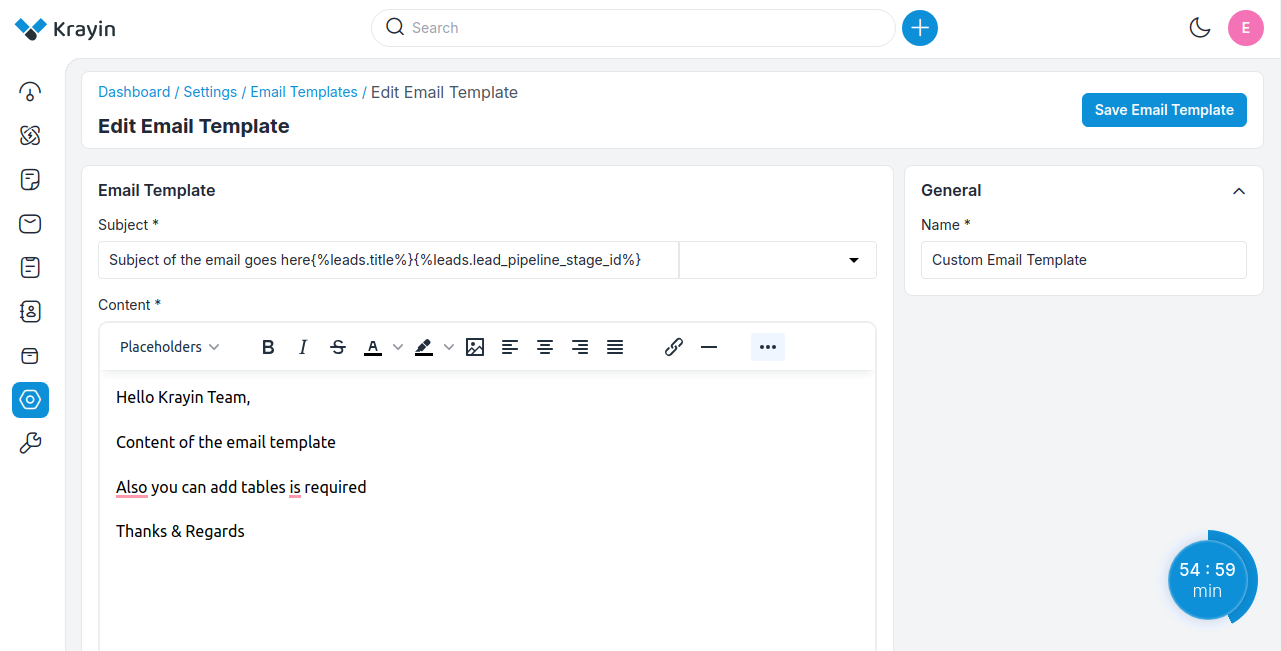 Krayin
Search
E
Dashboard / Settings / Email Templates / Edit Email Template
Edit Email Template
Save Email Template
Email Template
Subject *
Subject of the email goes here{%leads.title%}{%leads.lead_pipeline_stage_id%}
Content *
Placeholders
B I S A
Hello Krayin Team,
Content of the email template
Also you can add tables is required
Thanks & Regards
General
Name *
Custom Email Template
54 : 59
min